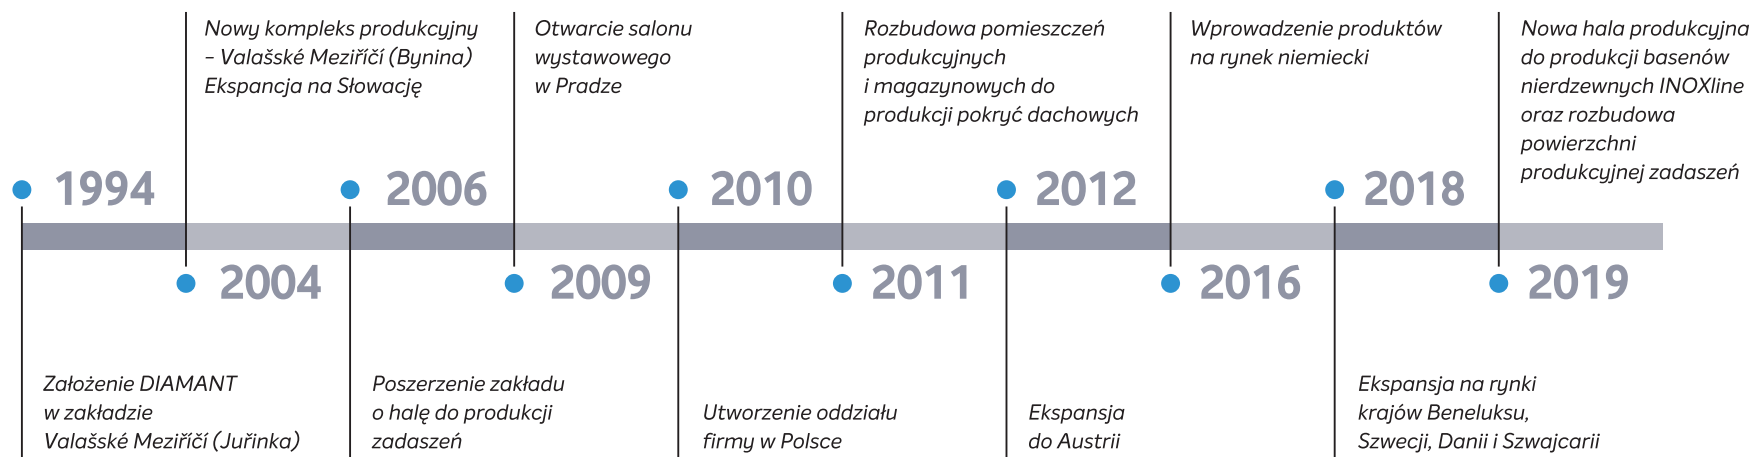 Nowy kompleks produkcyjny
– Valašské Meziříčí (Bynina)
Ekspancja na Słowację
Otwarcie salonu
wystawowego
w Pradze
Rozbudowa pomieszczeń
produkcyjnych
i magazynowych do
produkcji pokryć dachowych
Wprowadzenie produktów
na rynek niemiecki
Nowa hala produkcyjna
do produkcji basenów
nierdzewnych INOXline
oraz rozbudowa
powierzchni
produkcyjnej zadaszeń
1994
2006
2010
2012
2018
2004
2009
2011
2016
2019
Założenie DIAMANT
w zakładzie
Valašské Meziříčí (Juřinka)
Poszerzenie zakładu
o halę do produkcji
zadaszeń
Utworzenie oddziału
firmy w Polsce
Ekspansja
do Austrii
Ekspansja na rynki
krajów Beneluksu,
Szwecji, Danii i Szwajcarii